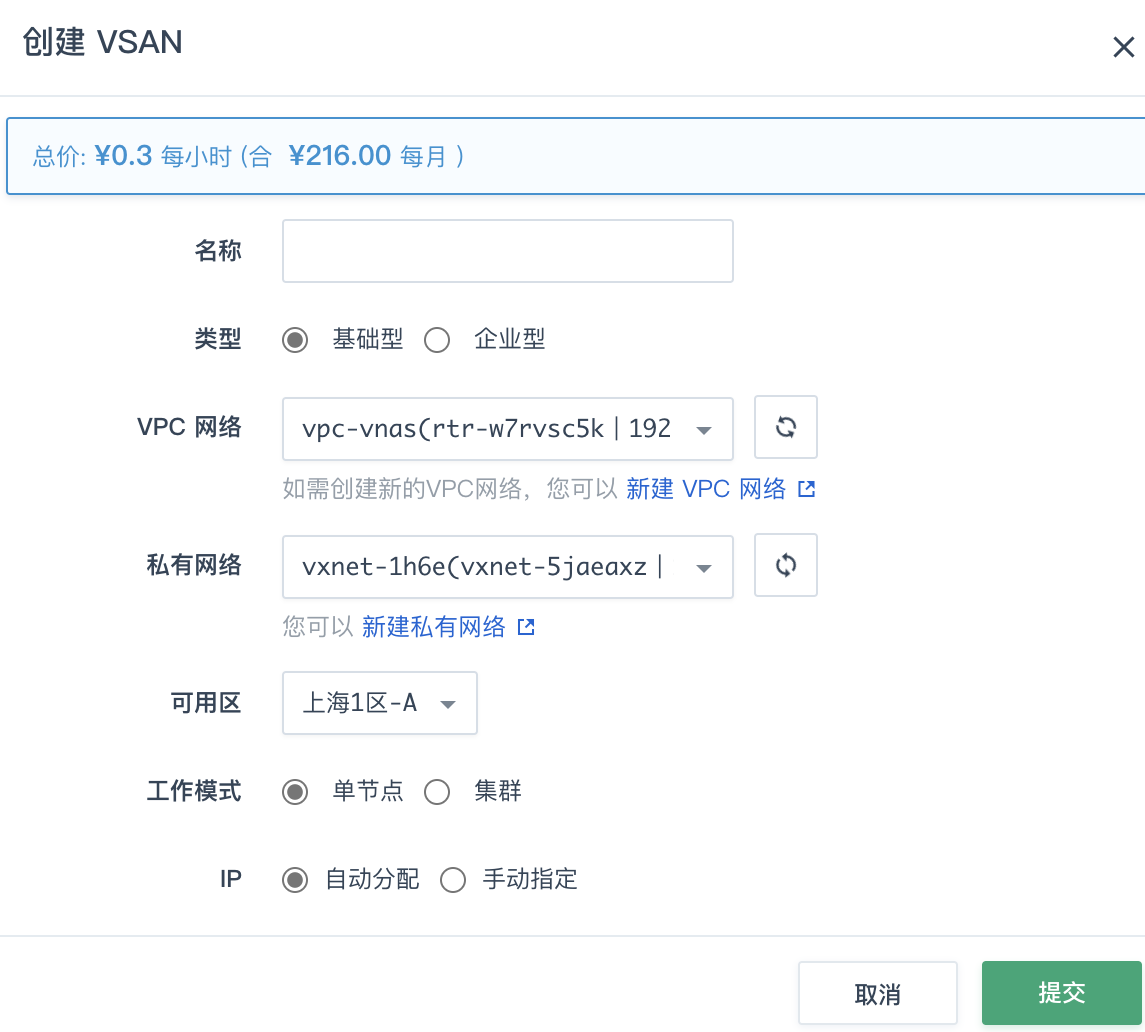 创建 VSAN
总价: ¥0.3 每小时 (合 ¥216.00 每月 )
名称
类型 基础型 企业型
VPC 网络 vpc-vnas(rtr-w7rvsc5k | 192
如需创建新的VPC网络，您可以 新建 VPC 网络
私有网络 vxnet-1h6e(vxnet-5jaeaxz |
您可以 新建私有网络
可用区 上海1区-A
工作模式 单节点 集群
IP 自动分配 手动指定
取消 提交